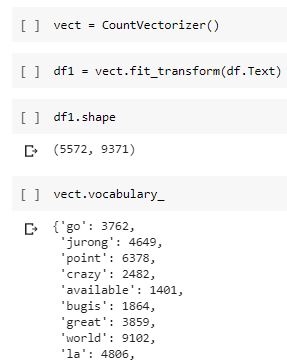 [ ] vect = CountVectorizer()
[ ] df1 = vect.fit_transform(df.Text)
[ ] df1.shape
(5572, 9371)
[ ] vect.vocabulary_
{'go': 3762,
'jurong': 4649,
'point': 6378,
'crazy': 2482,
'available': 1401,
'bugis': 1864,
'great': 3859,
'world': 9102,
'la': 4806,